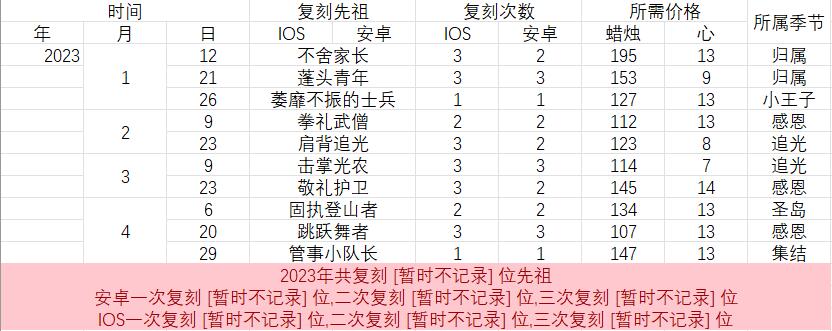 时间 复刻先祖 复刻次数 所需价格 所属季节
年 月 日 IOS 安卓 IOS 安卓 蜡烛 心
2023 1 12 不舍家长 3 2 195 13 归属
21 蓬头青年 3 3 153 9 归属
26 萎靡不振的士兵 1 1 127 13 小王子
2 9 拳礼武僧 2 2 112 13 感恩
23 肩背追光 3 2 123 8 追光
3 9 击掌光农 3 3 114 7 追光
23 敬礼护卫 3 2 145 14 感恩
4 6 固执登山者 2 2 134 13 圣岛
20 跳跃舞者 3 3 107 13 感恩
29 管事小队长 1 1 147 13 集结
2023年共复刻 [暂时不记录] 位先祖
安卓一次复刻 [暂时不记录] 位,二次复刻 [暂时不记录] 位,三次复刻 [暂时不记录] 位
IOS一次复刻 [暂时不记录] 位,二次复刻 [暂时不记录] 位,三次复刻 [暂时不记录] 位